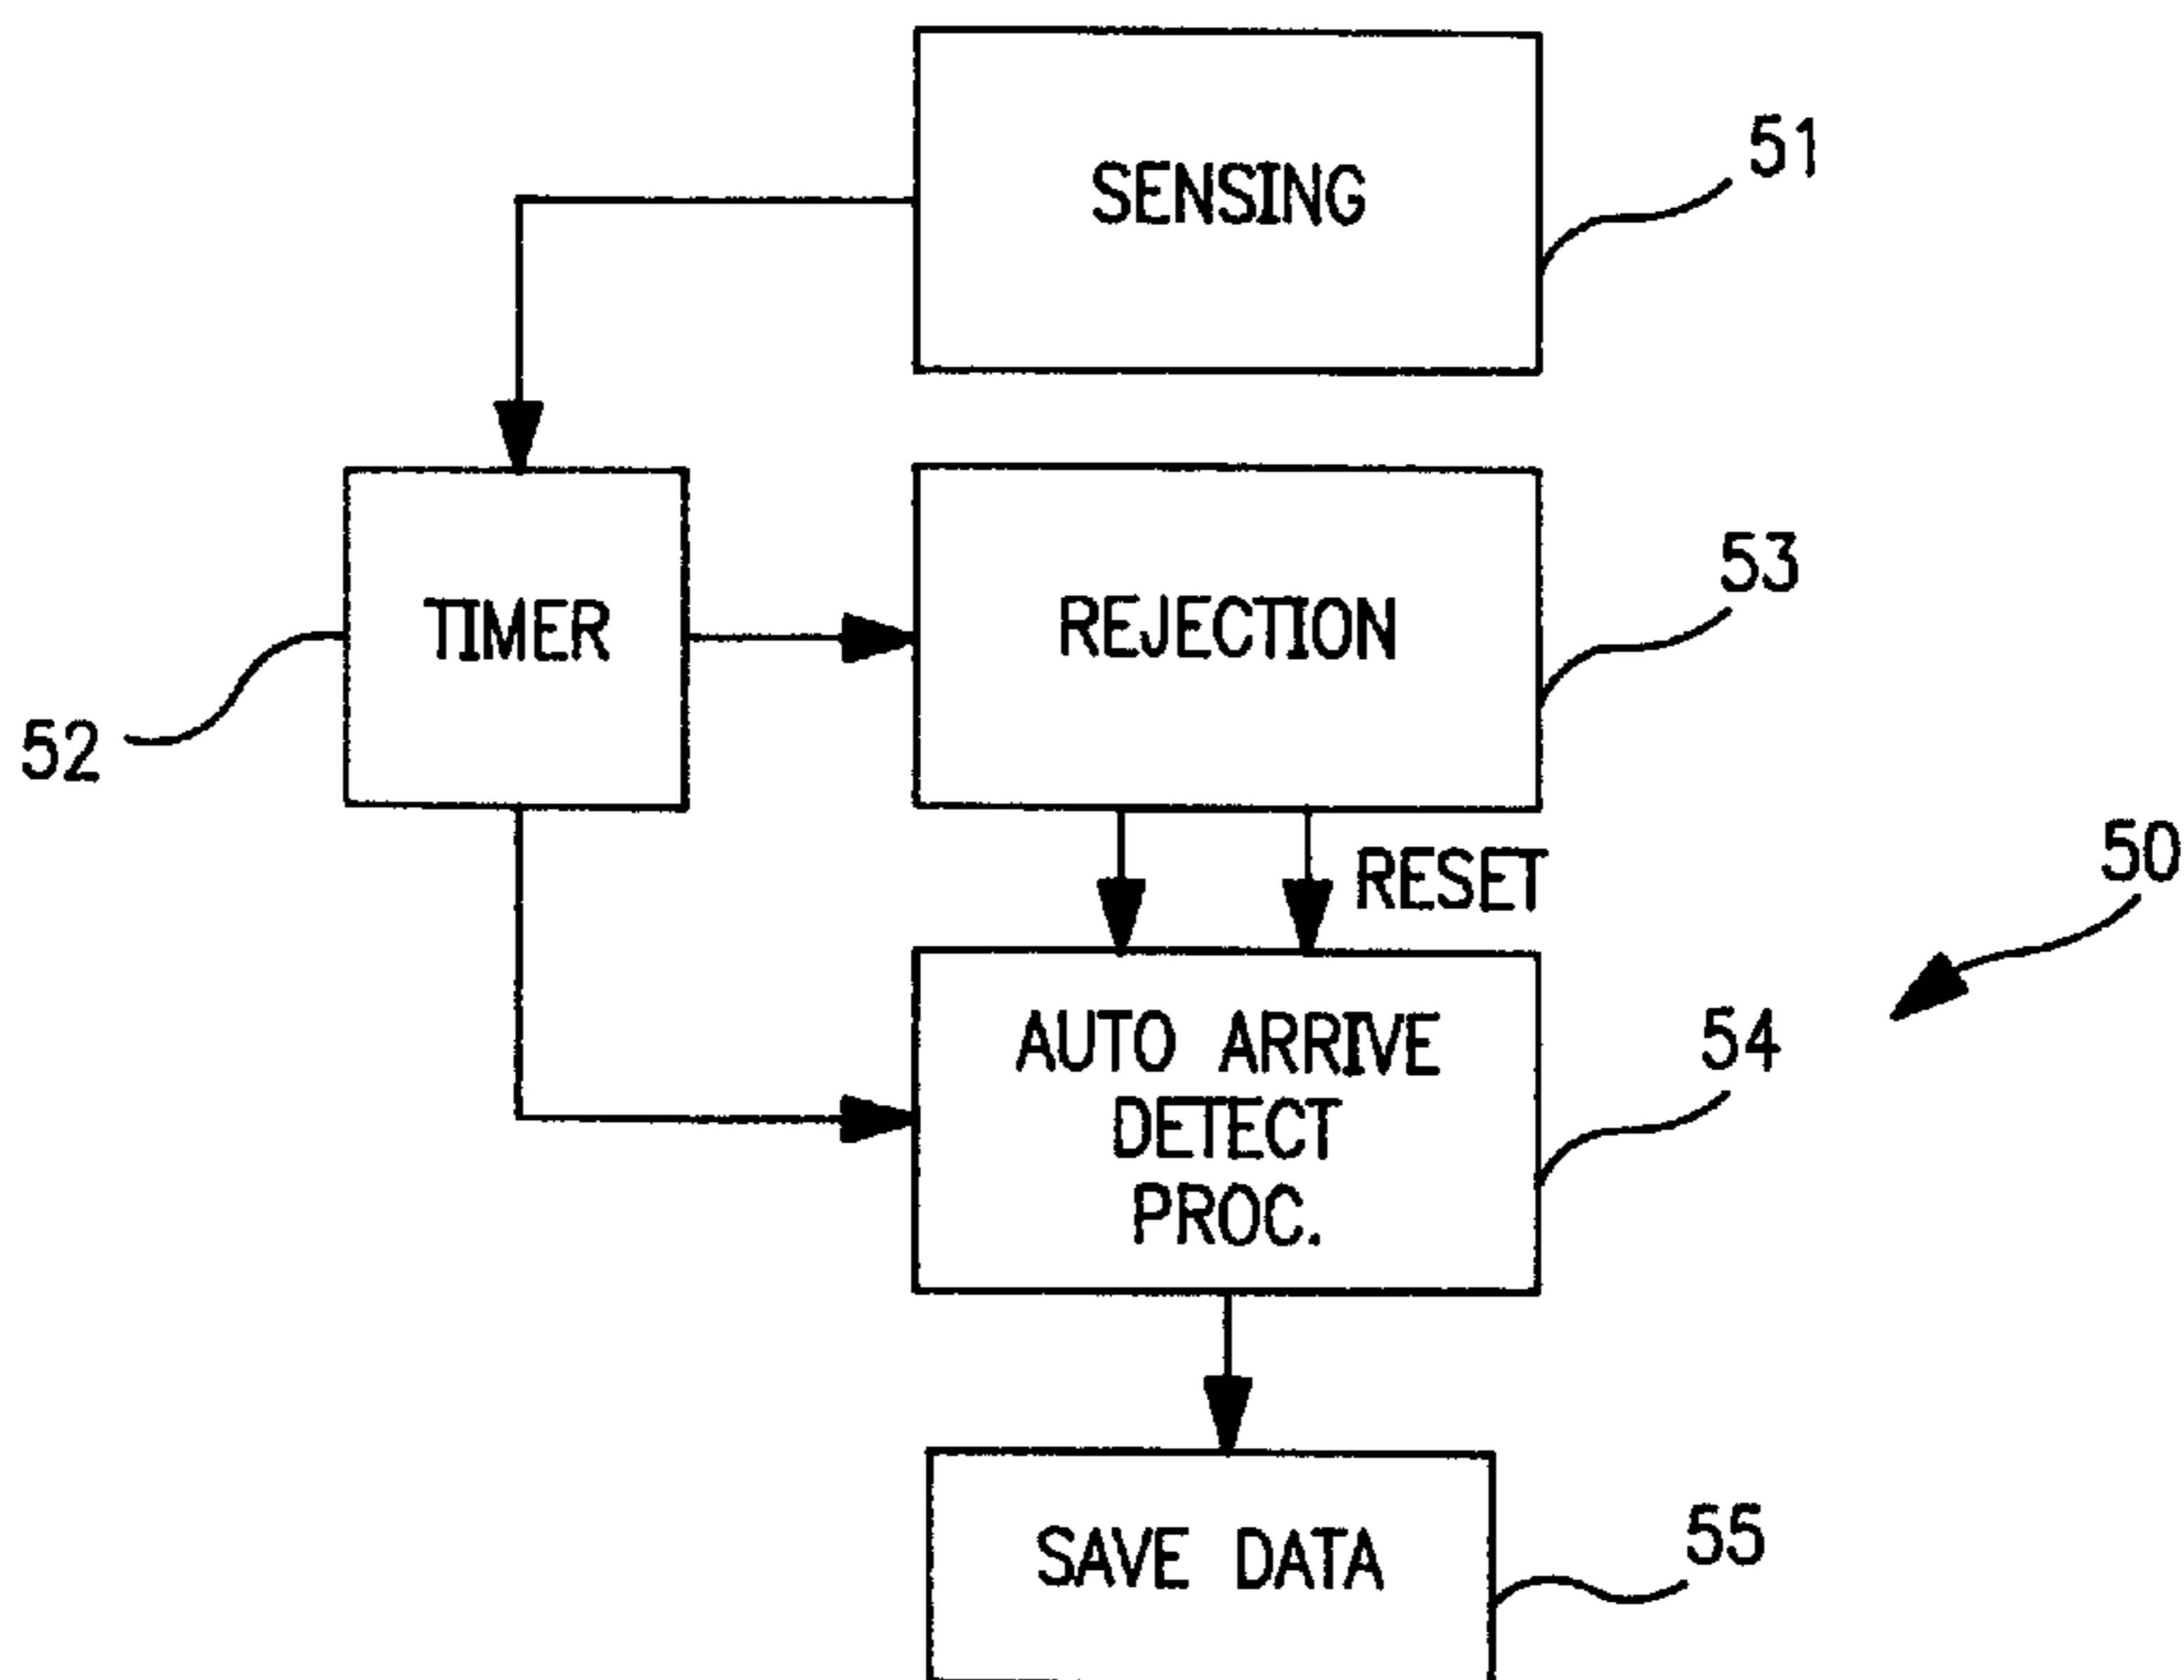 SENSING
51
TIMER
52
REJECTION
53
RESET
50
AUTO ARRIVE
DETECT
PROC.
54
SAVE DATA
55